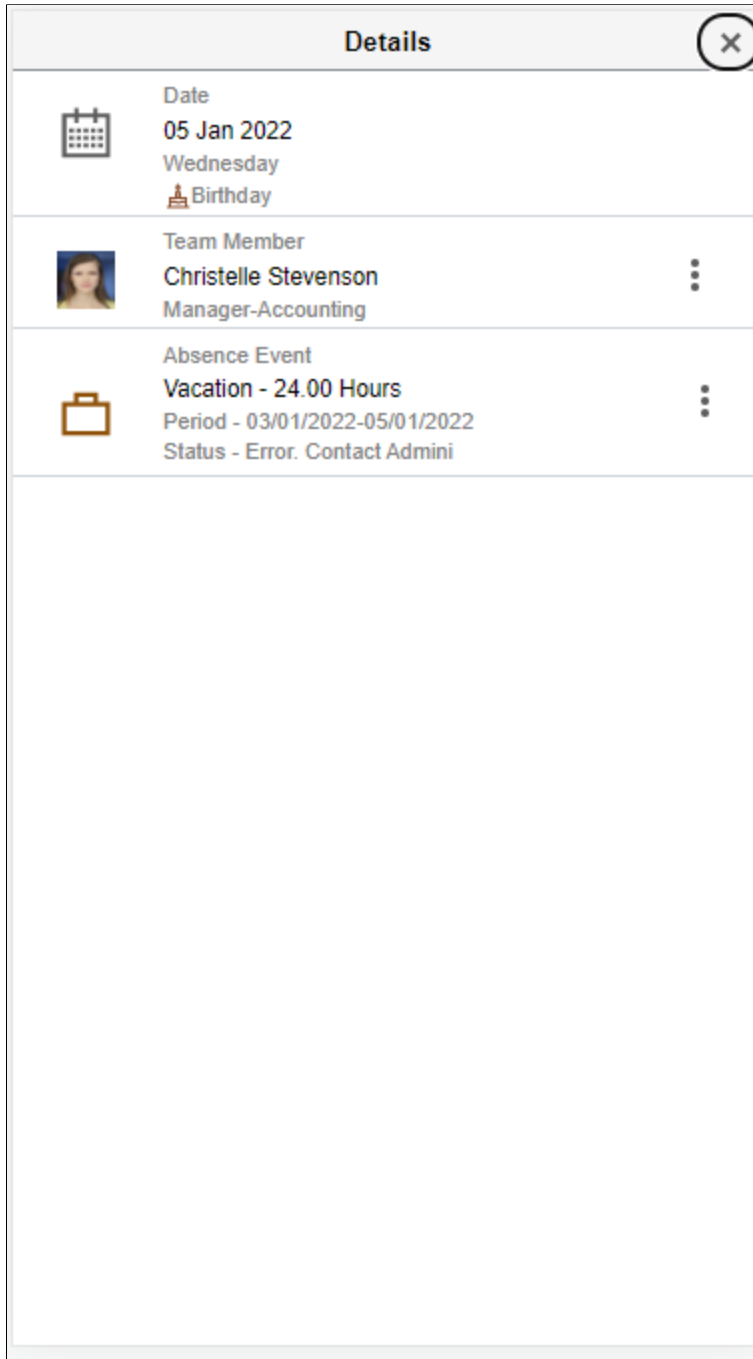 Details
Date
05 Jan 2022
Wednesday
Birthday
Team Member
Christelle Stevenson
Manager-Accounting
Absence Event
Vacation - 24.00 Hours
Period - 03/01/2022-05/01/2022
Status - Error. Contact Admini